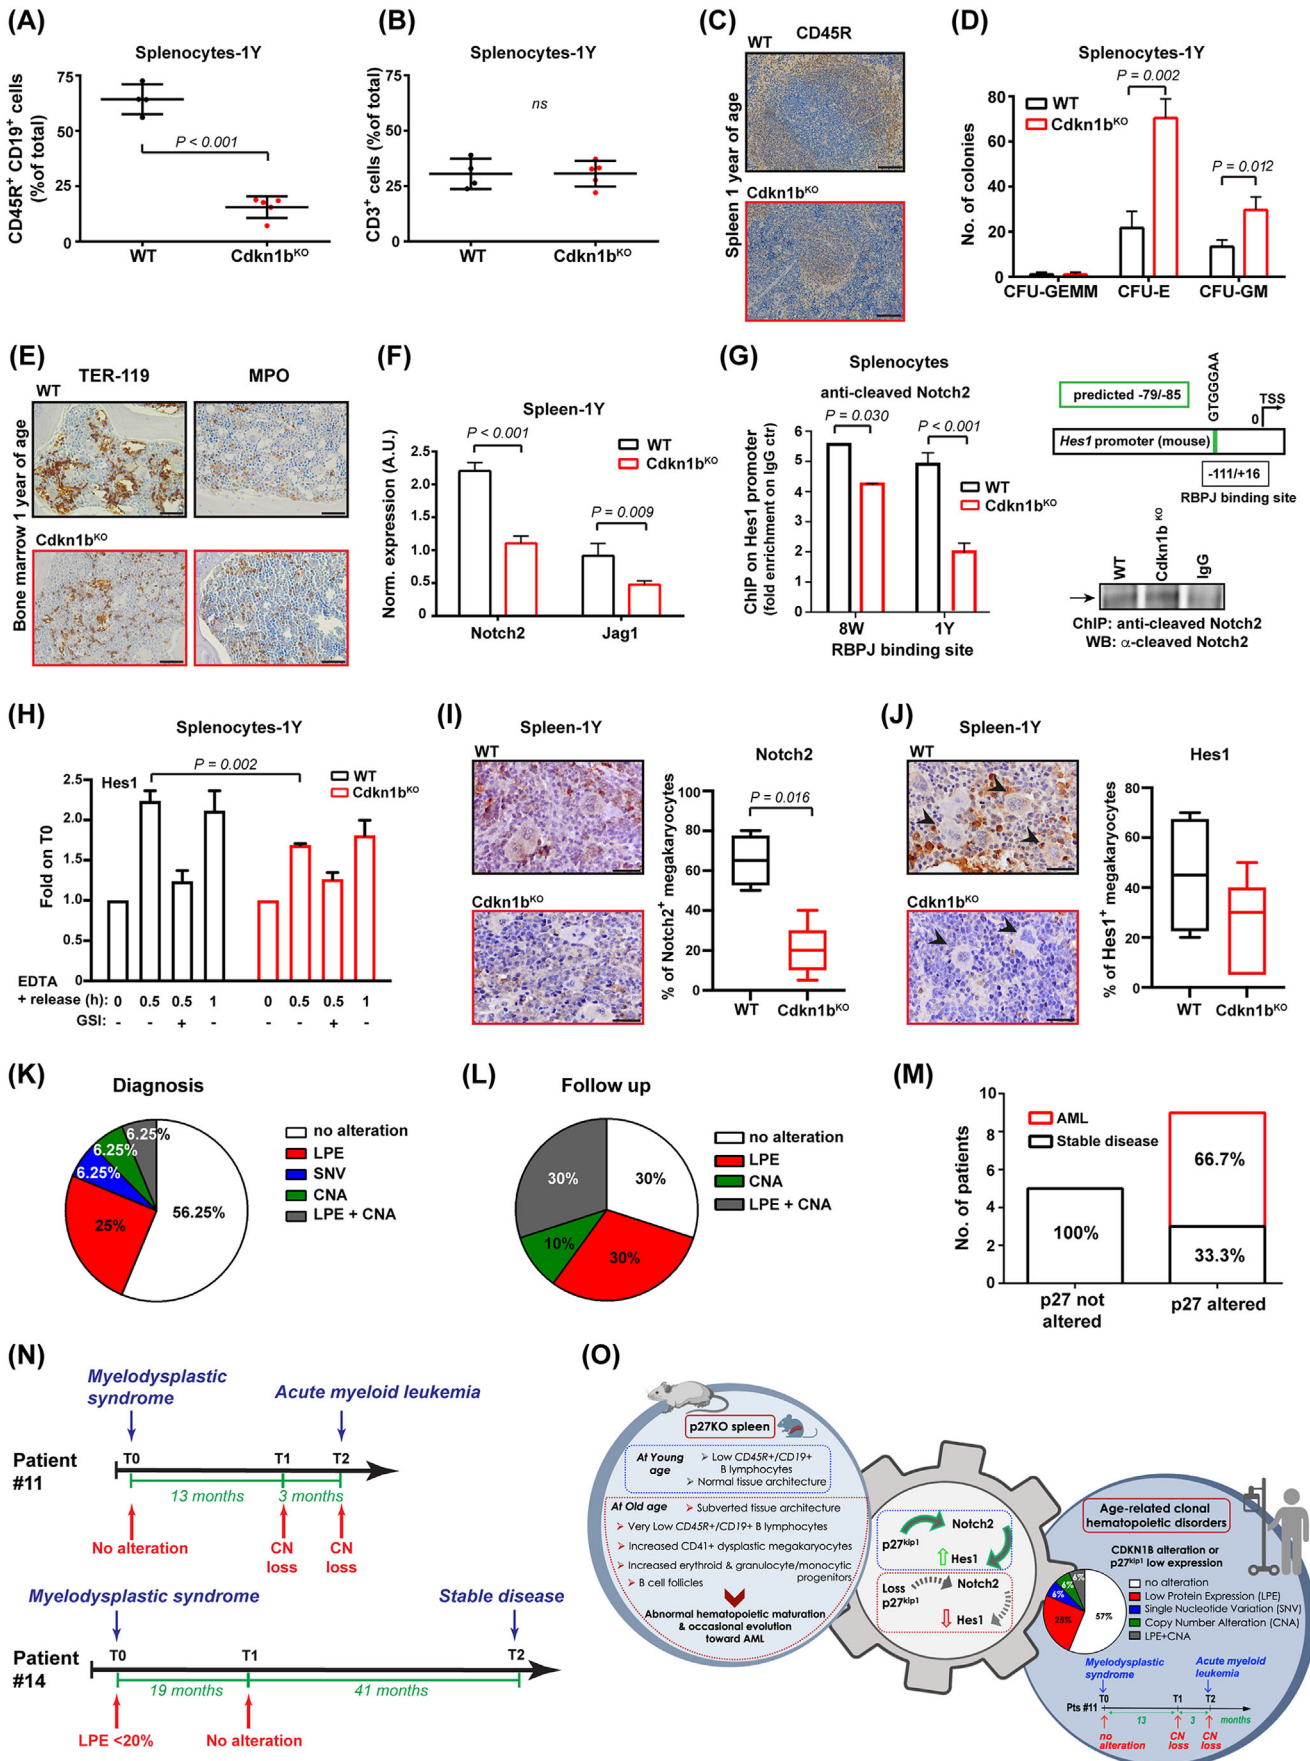 (A)
Splenocytes-1Y
CD45R+ CD19+ cells
(% of total)
75
50
25
0
P < 0.001
WT
Cdkn1bKO
(B)
Splenocytes-1Y
CD3+ cells (% of total)
75
50
25
0
ns
WT
Cdkn1bKO
(C)
CD45R
WT
Cdkn1bKO
Spleen 1 year of age
(D)
Splenocytes-1Y
P = 0.002
WT
Cdkn1bKO
P = 0.012
No. of colonies
80
60
40
20
0
CFU-GEMM
CFU-E
CFU-GM
(E)
TER-119
MPO
WT
Cdkn1bKO
Bone marrow 1 year of age
(F)
Spleen-1Y
P < 0.001
WT
Cdkn1bKO
P = 0.009
Norm. expression (A.U.)
2.5
2.0
1.5
1.0
0.5
0
Notch2
Jag1
(G)
Splenocytes
anti-cleaved Notch2
P = 0.030
P < 0.001
WT
Cdkn1bKO
ChIP on Hes1 promoter
(fold enrichment on IgG ctr)
6
5
4
3
2
1
0
8W
1Y
RBPJ binding site
predicted -79/-85
GTGGGAA
TSS
0
Hes1 promoter (mouse)
-111/+16
RBPJ binding site
WT
Cdkn1b KO
IgG
ChIP: anti-cleaved Notch2
WB: α-cleaved Notch2
(H)
Splenocytes-1Y
P = 0.002
Hes1
WT
Cdkn1bKO
Fold on T0
2.5
2.0
1.5
1.0
0.5
0.0
EDTA
+ release (h): 0 0.5 0.5 1 0 0.5 0.5 1
GSI: - - + - - - + -
(I)
Spleen-1Y
WT
Cdkn1bKO
Notch2
P = 0.016
% of Notch2+ megakaryocytes
100
80
60
40
20
0
WT
Cdkn1bKO
(J)
Spleen-1Y
WT
Cdkn1bKO
Hes1
% of Hes1+ megakaryocytes
80
60
40
20
0
WT
Cdkn1bKO
(K)
Diagnosis
6.25%
6.25%
6.25%
25%
56.25%
no alteration
LPE
SNV
CNA
LPE + CNA
(L)
Follow up
30%
30%
10%
30%
no alteration
LPE
CNA
LPE + CNA
(M)
AML
Stable disease
No. of patients
10
8
6
4
2
0
100%
66.7%
33.3%
p27 not
altered
p27 altered
(N)
Myelodysplastic
syndrome
Acute myeloid leukemia
Patient
#11
T0
T1
T2
13 months
3 months
No alteration
CN
loss
CN
loss
Myelodysplastic syndrome
Stable disease
Patient
#14
T0
T1
T2
19 months
41 months
LPE <20%
No alteration
(O)
p27KO spleen
At Young
age
Low CD45R+/CD19+
B lymphocytes
Normal tissue architecture
At Old age
Subverted tissue architecture
Very Low CD45R+/CD19+ B lymphocytes
Increased CD41+ dysplastic megakaryocytes
Increased erythroid & granulocyte/monocytic
progenitors
B cell follicles
Abnormal hematopoietic maturation
& occasional evolution
toward AML
Notch2
p27kip1
Hes1
Loss
p27kip1
Notch2
Hes1
Age-related clonal
hematopoietic disorders
CDKN1B alteration or
p27kip1 low expression
6%
6%
6%
25%
57%
no alteration
Low Protein Expression (LPE)
Single Nucleotide Variation (SNV)
Copy Number Alteration (CNA)
LPE+CNA
Myelodysplastic
syndrome
Acute myeloid
leukemia
Pts #11
T0
T1
T2
13
3
months
no
alteration
CN
loss
CN
loss